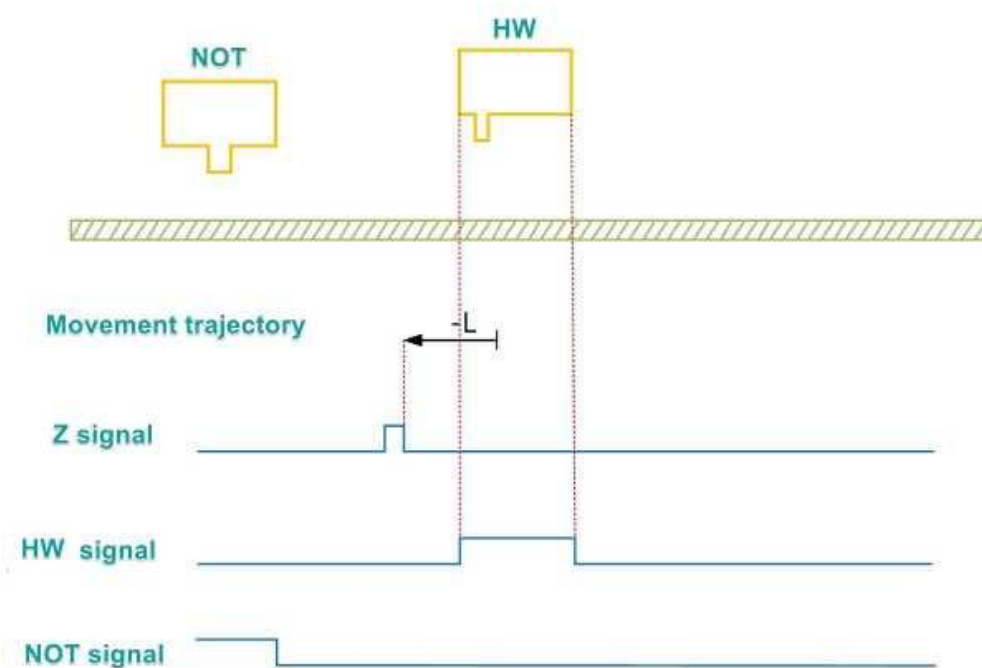 HW
NOT
Movement trajectory
-L
Z signal
HW signal
NOT signal